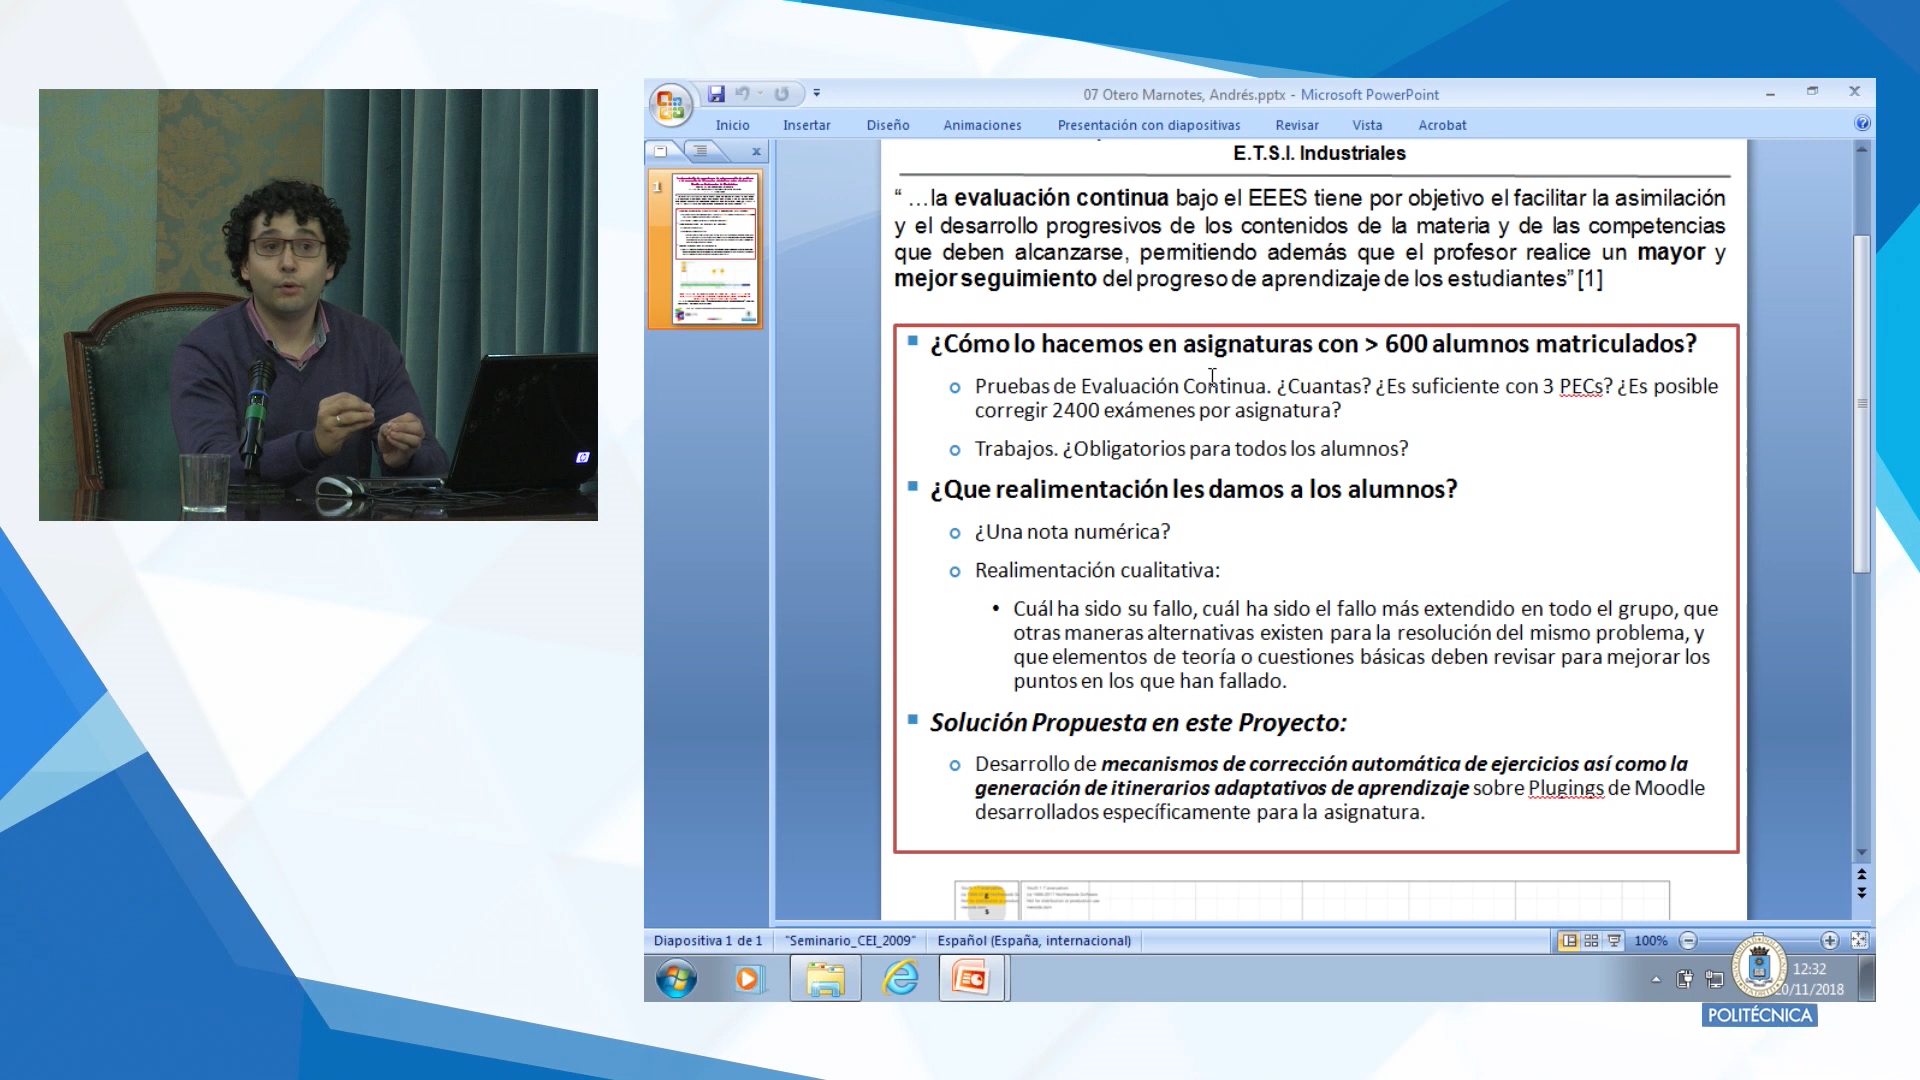 07 Otero Marnotes, Andrés.pptx - Microsoft PowerPoint
Inicio Insertar Diseño Animaciones Presentación con diapositivas Revisar Vista Acrobat
1
E.T.S.I. Industriales
“ …la evaluación continua bajo el EEES tiene por objetivo el facilitar la asimilación
y el desarrollo progresivos de los contenidos de la materia y de las competencias
que deben alcanzarse, permitiendo además que el profesor realice un mayor y
mejor seguimiento del progreso de aprendizaje de los estudiantes” [1]
¿Cómo lo hacemos en asignaturas con > 600 alumnos matriculados?
Pruebas de Evaluación Continua. ¿Cuantas? ¿Es suficiente con 3 PECs? ¿Es posible
corregir 2400 exámenes por asignatura?
Trabajos. ¿Obligatorios para todos los alumnos?
¿Que realimentación les damos a los alumnos?
¿Una nota numérica?
Realimentación cualitativa:
Cuál ha sido su fallo, cuál ha sido el fallo más extendido en todo el grupo, que
otras maneras alternativas existen para la resolución del mismo problema, y
que elementos de teoría o cuestiones básicas deben revisar para mejorar los
puntos en los que han fallado.
Solución Propuesta en este Proyecto:
Desarrollo de mecanismos de corrección automática de ejercicios así como la
generación de itinerarios adaptativos de aprendizaje sobre Plugings de Moodle
desarrollados específicamente para la asignatura.
Diapositiva 1 de 1 "Seminario_CEI_2009" Español (España, internacional) 100%
12:32
0/11/2018
POLITÉCNICA